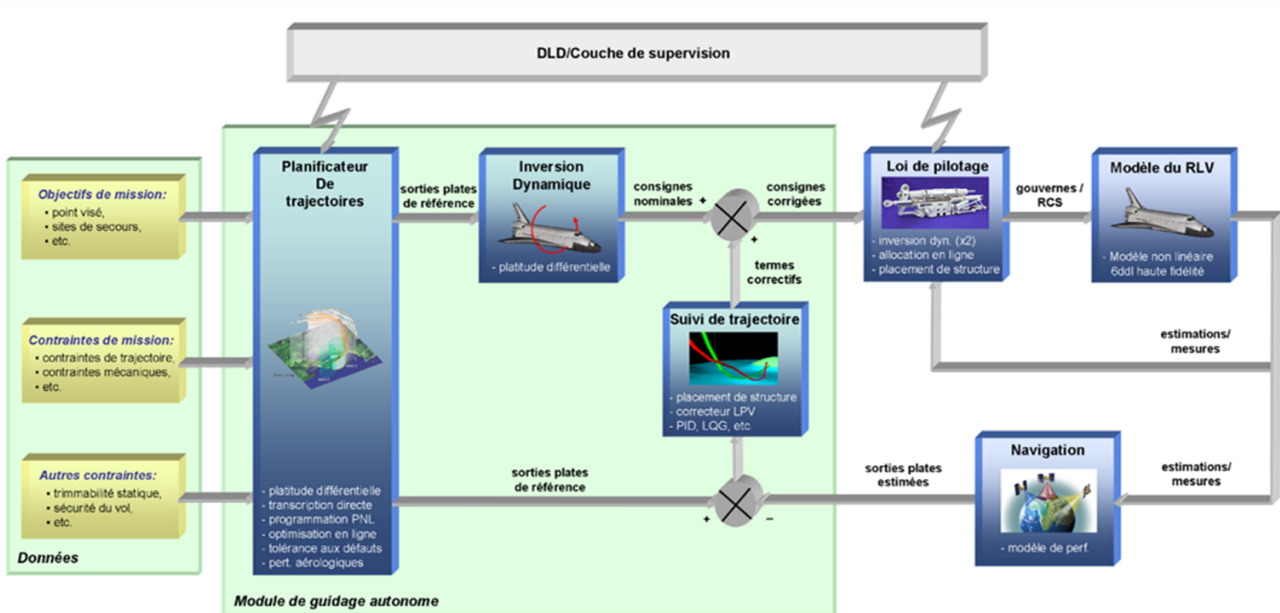 DLD/Couche de supervision
Objectifs de mission:
• point visé,
• sites de secours,
• etc.
Contraintes de mission:
• contraintes de trajectoire,
• contraintes mécaniques,
• etc.
Autres contraintes:
• trimmabilité statique,
• sécurité du vol,
• etc.
Données
Planificateur
De
trajectoires
- platitude différentielle
- transcription directe
- programmation PNL
- optimisation en ligne
- tolérance aux défauts
- pert. aérologiques
sorties plates
de référence
Inversion
Dynamique
- platitude différentielle
consignes
nominales
+
+
consignes
corrigées
termes
correctifs
Suivi de trajectoire
- placement de structure
- correcteur LPV
- PID, LQG, etc.
sorties plates
de référence
+
–
Module de guidage autonome
Loi de pilotage
- inversion dyn. (x2)
- allocation en ligne
- placement de structure
gouvernes /
RCS
Modèle du RLV
- Modèle non linéaire
6ddl haute fidélité
estimations/
mesures
sorties plates
estimées
Navigation
- modèle de perf.
estimations/
mesures